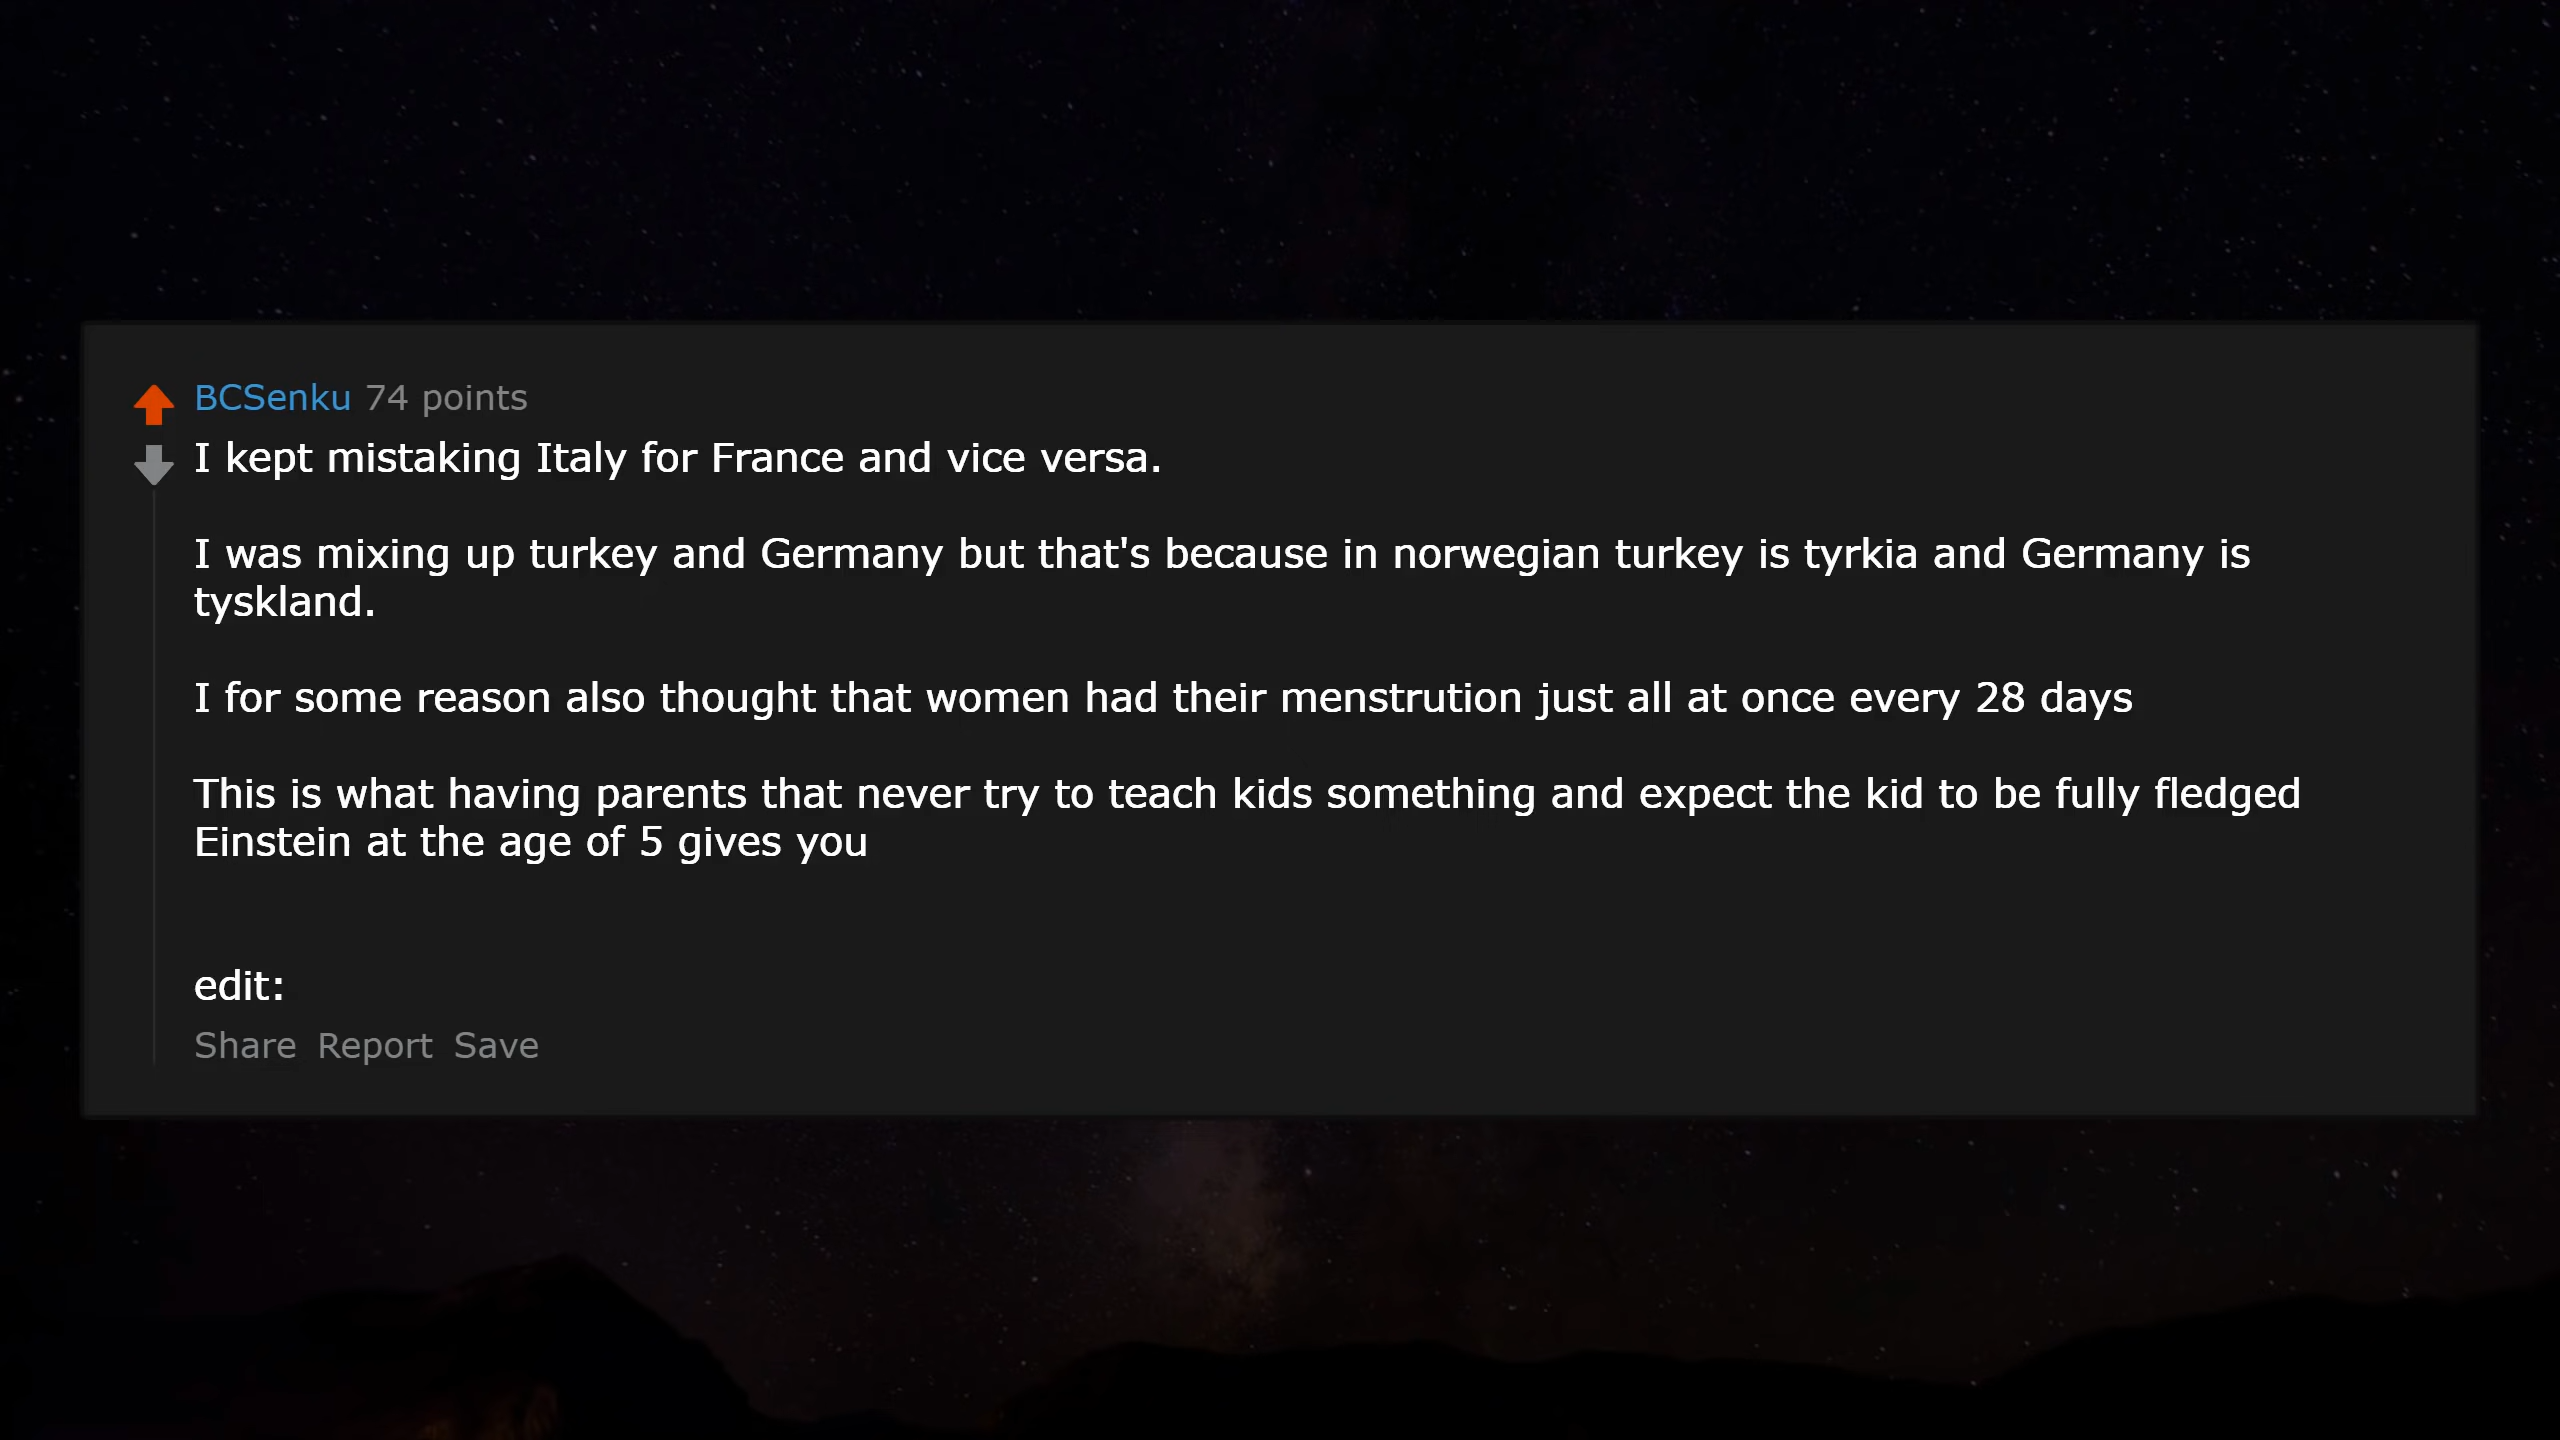 BCSenku 74 points
I kept mistaking Italy for France and vice versa.
I was mixing up turkey and Germany but that's because in norwegian turkey is tyrkia and Germany is
tyskland.
I for some reason also thought that women had their menstrution just all at once every 28 days
This is what having parents that never try to teach kids something and expect the kid to be fully fledged
Einstein at the age of 5 gives you
edit:
Share Report Save